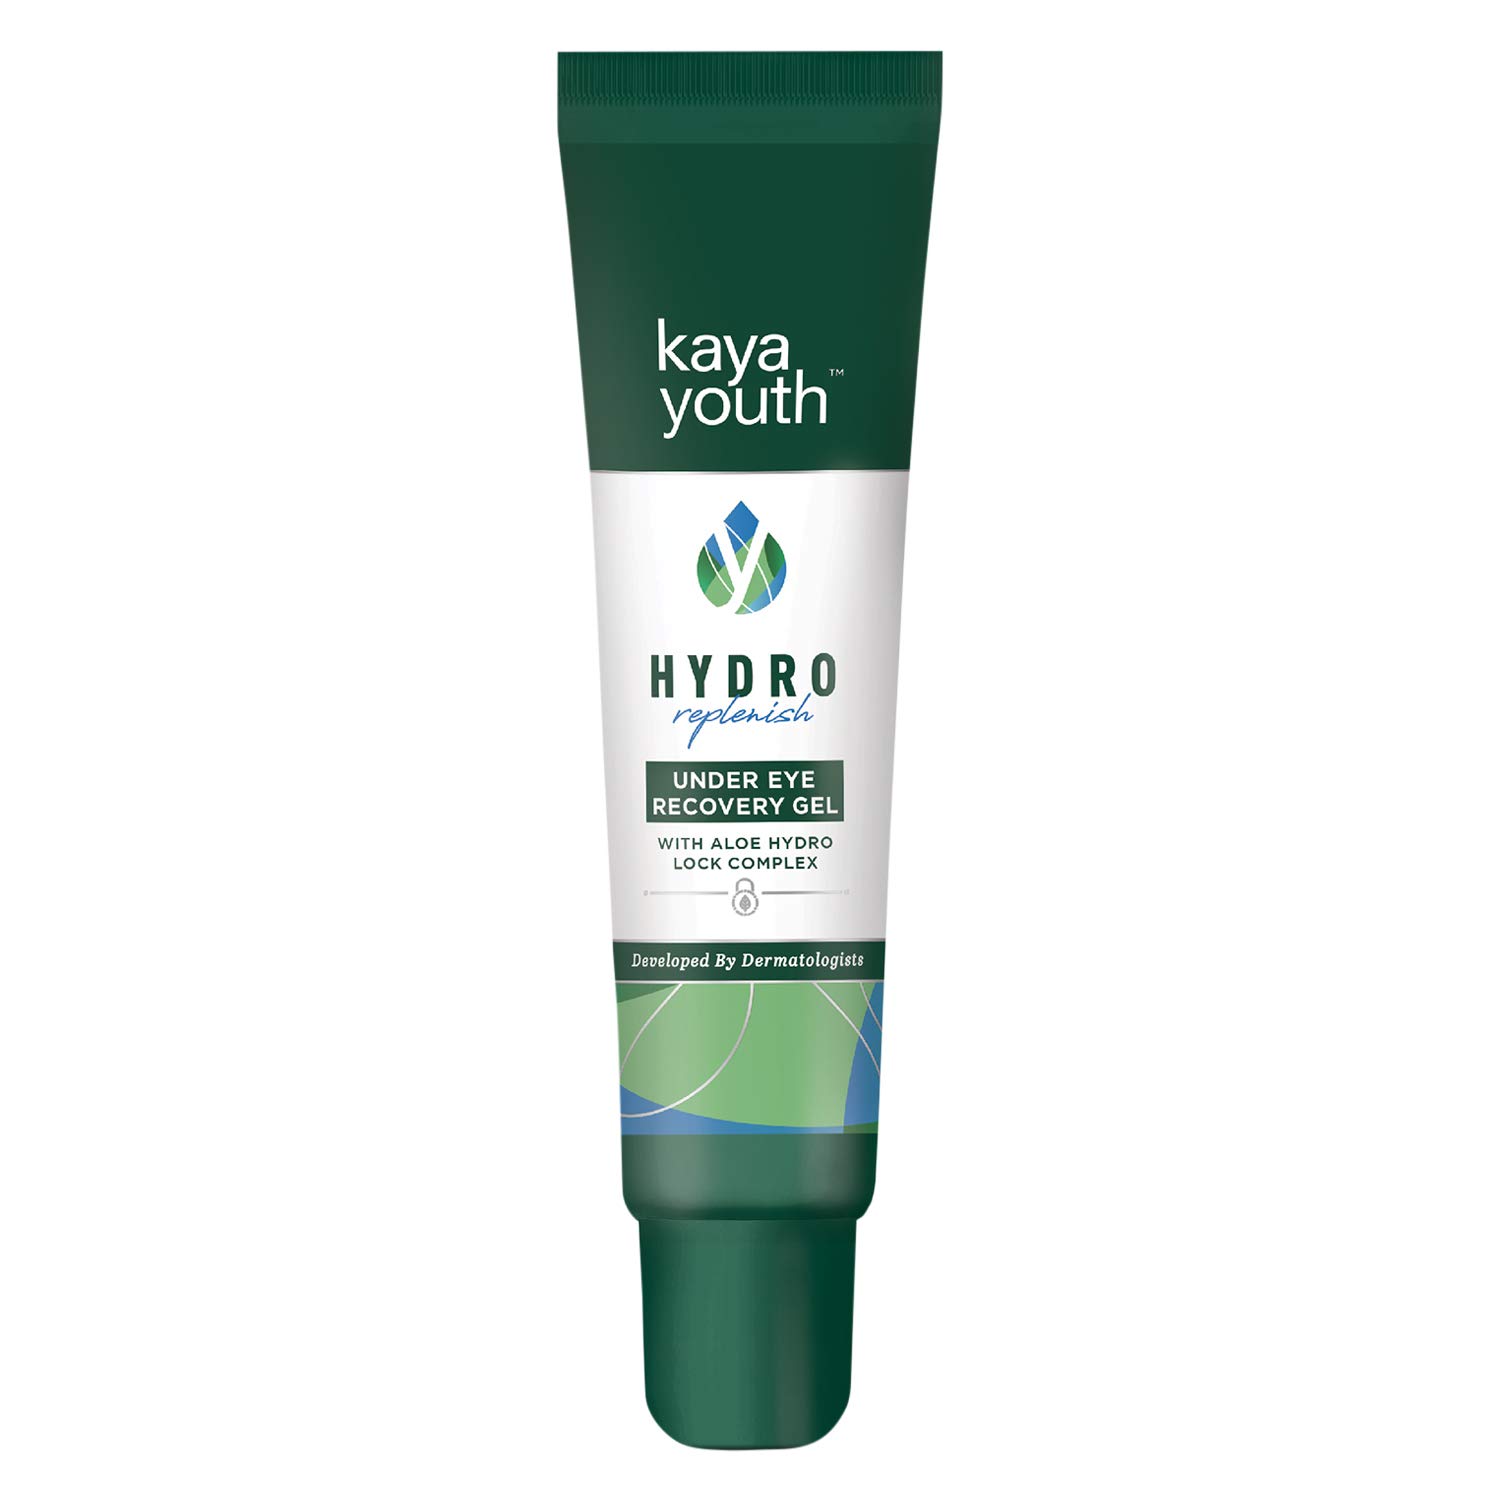 kaya
youth™
y
HYDRO
replenish
UNDER EYE
RECOVERY GEL
WITH ALOE HYDRO
LOCK COMPLEX
Developed By Dermatologists